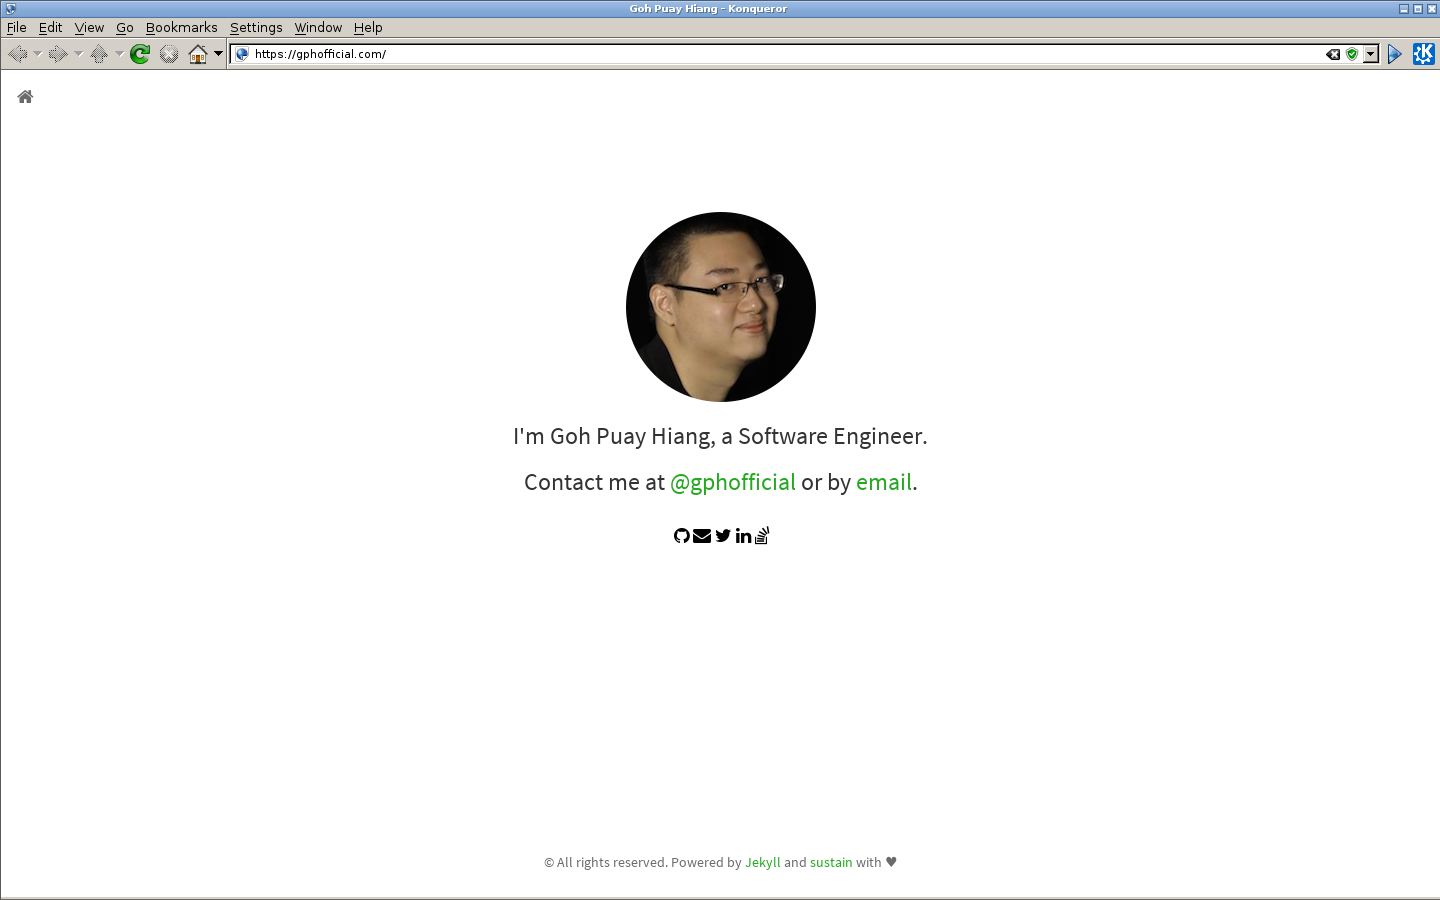 Goh Puay Hiang - Konqueror
File Edit View Go Bookmarks Settings Window Help
https://gphofficial.com/
I'm Goh Puay Hiang, a Software Engineer.
Contact me at @gphofficial or by email.
© All rights reserved. Powered by Jekyll and sustain with ♥